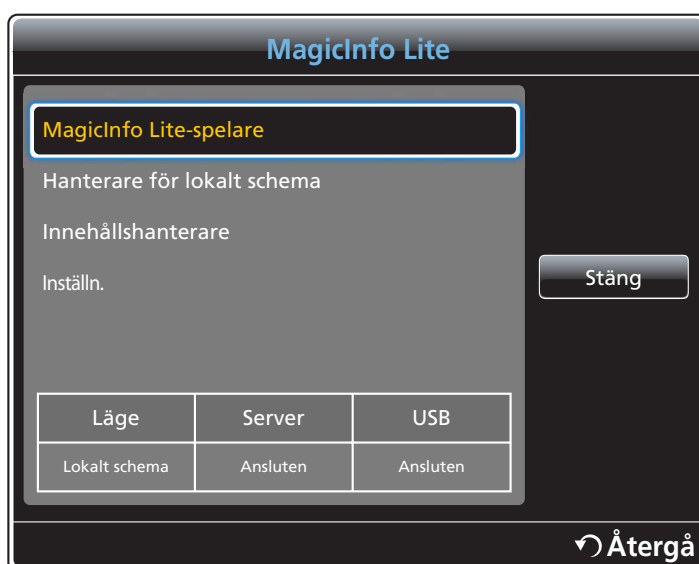 MagicInfo Lite
MagicInfo Lite-spelare
Hanterare för lokalt schema
Innehållshanterare
Inställn.
Stäng
Läge Server USB
Lokalt schema Ansluten Ansluten
Återgå